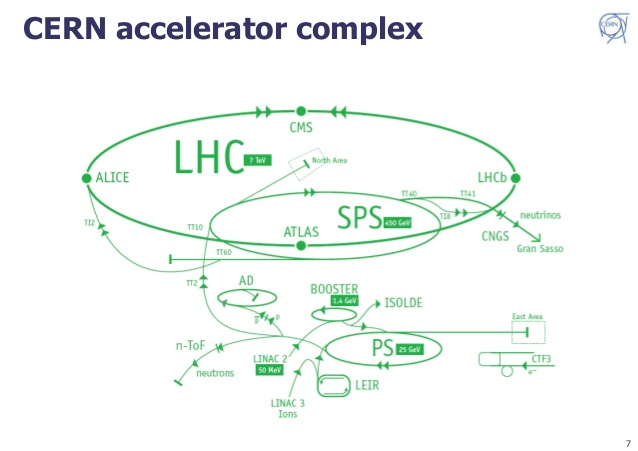 CERN accelerator complex
CERN
CMS
LHC 7 TeV
North Area
ALICE
LHCb
TT40
TT41
TI2
TT10
SPS 450 GeV
TI8
neutrinos
ATLAS
CNGS
Gran Sasso
TT60
AD
TT2
BOOSTER
1.4 GeV
ISOLDE
p
p
East Area
n-ToF
PS 25 GeV
LINAC 2
50 MeV
neutrons
CTF3
e-
LEIR
LINAC 3
Ions
7